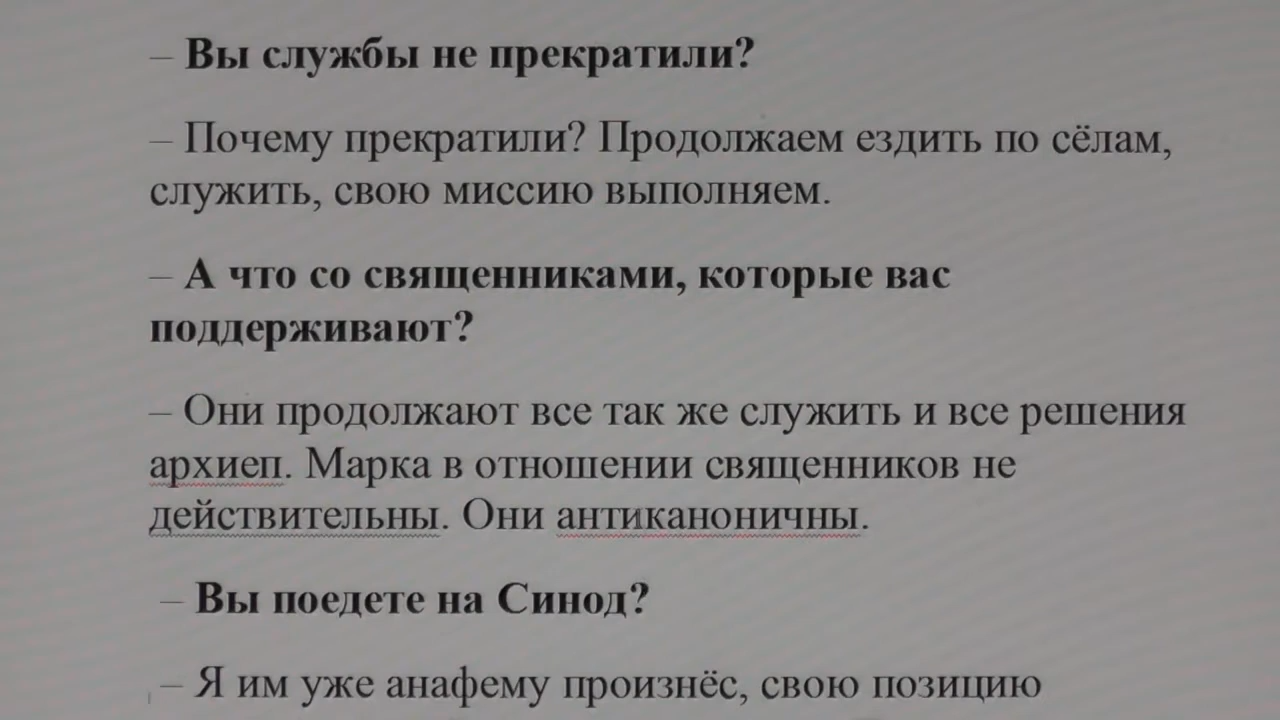 – Вы службы не прекратили?
– Почему прекратили? Продолжаем ездить по сёлам,
служить, свою миссию выполняем.
– А что со священниками, которые вас
поддерживают?
– Они продолжают все так же служить и все решения
архиеп. Марка в отношении священников не
действительны. Они антиканоничны.
– Вы поедете на Синод?
– Я им уже анафему произнёс, свою позицию